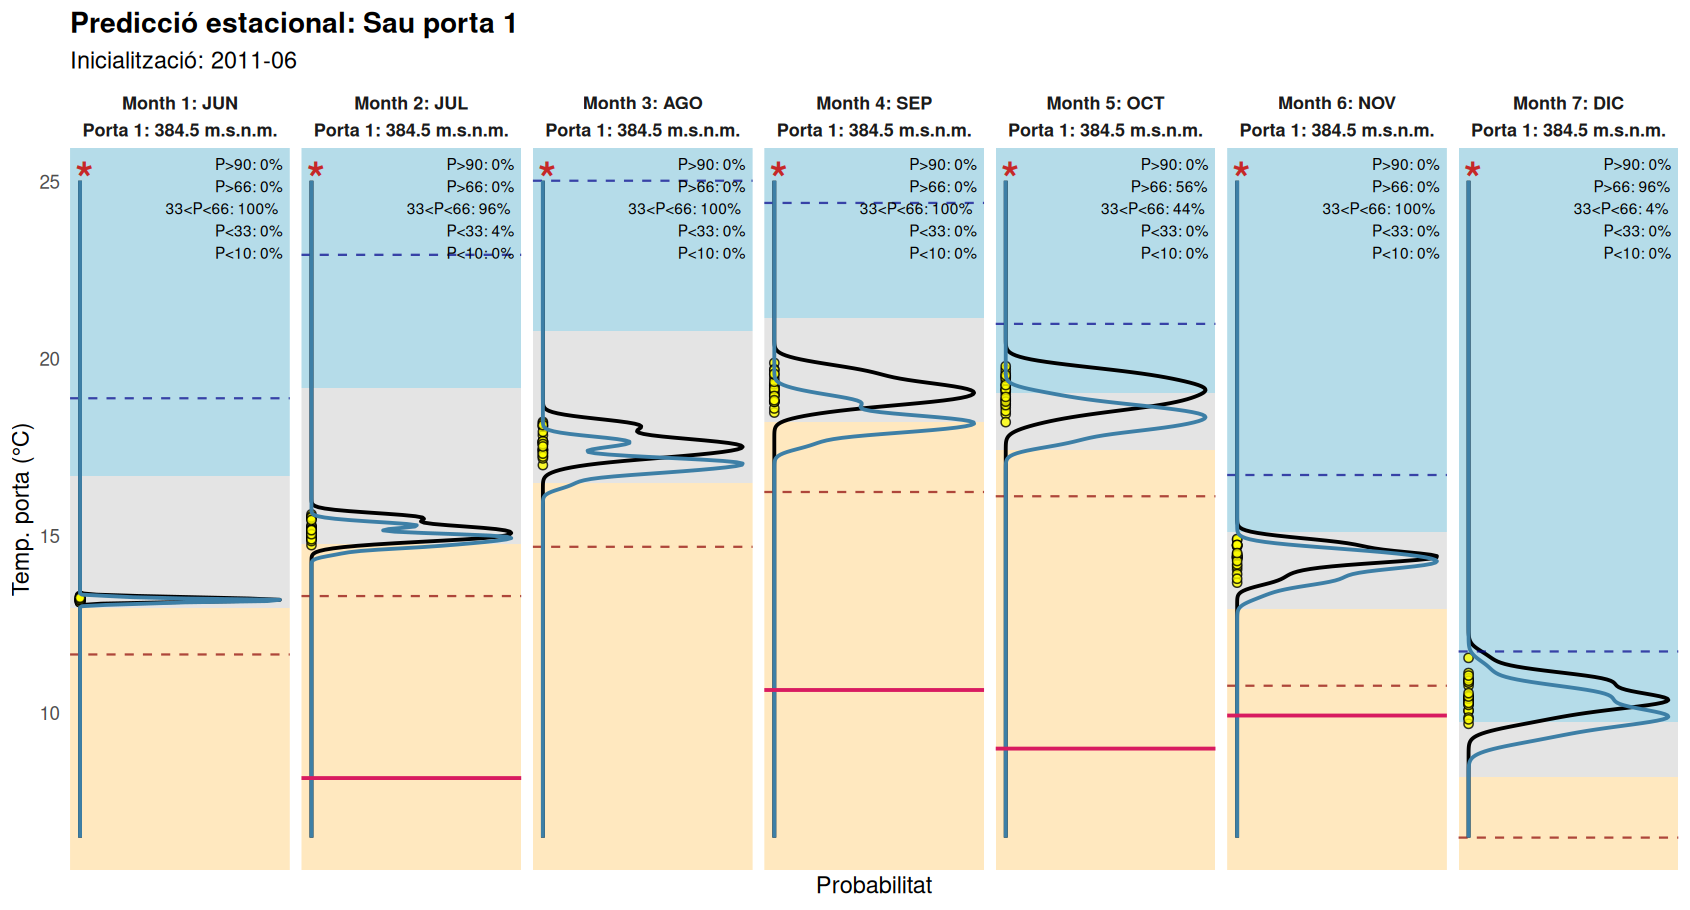 Predicció estacional: Sau porta 1
Inicialització: 2011-06
Month 1: JUN
Porta 1: 384.5 m.s.n.m.
Month 2: JUL
Porta 1: 384.5 m.s.n.m.
Month 3: AGO
Porta 1: 384.5 m.s.n.m.
Month 4: SEP
Porta 1: 384.5 m.s.n.m.
Month 5: OCT
Porta 1: 384.5 m.s.n.m.
Month 6: NOV
Porta 1: 384.5 m.s.n.m.
Month 7: DIC
Porta 1: 384.5 m.s.n.m.
*
P>90: 0%
P>66: 0%
33<P<66: 100%
P<33: 0%
P<10: 0%
*
P>90: 0%
P>66: 0%
33<P<66: 96%
P<33: 4%
P<10: 0%
*
P>90: 0%
P>66: 0%
33<P<66: 100%
P<33: 0%
P<10: 0%
*
P>90: 0%
P>66: 0%
33<P<66: 100%
P<33: 0%
P<10: 0%
*
P>90: 0%
P>66: 56%
33<P<66: 44%
P<33: 0%
P<10: 0%
*
P>90: 0%
P>66: 0%
33<P<66: 100%
P<33: 0%
P<10: 0%
*
P>90: 0%
P>66: 96%
33<P<66: 4%
P<33: 0%
P<10: 0%
25
20
15
10
Temp. porta (°C)
Probabilitat